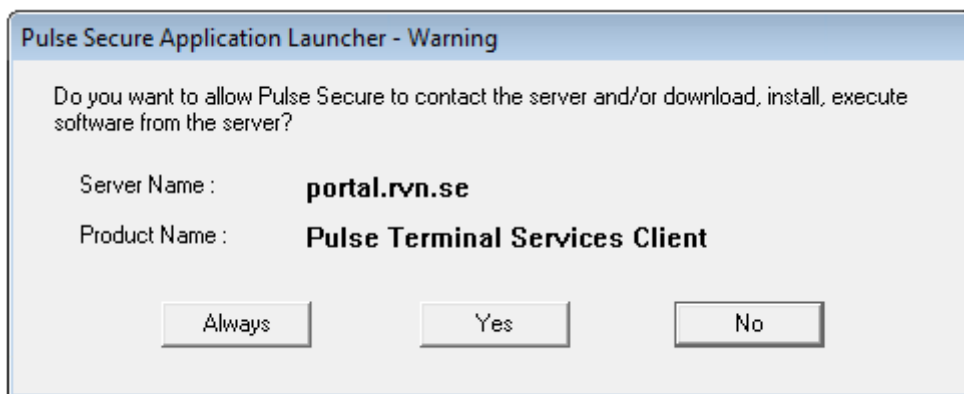 Pulse Secure Application Launcher - Warning
Do you want to allow Pulse Secure to contact the server and/or download, install, execute
software from the server?
Server Name : portal.rvn.se
Product Name : Pulse Terminal Services Client
Always Yes No